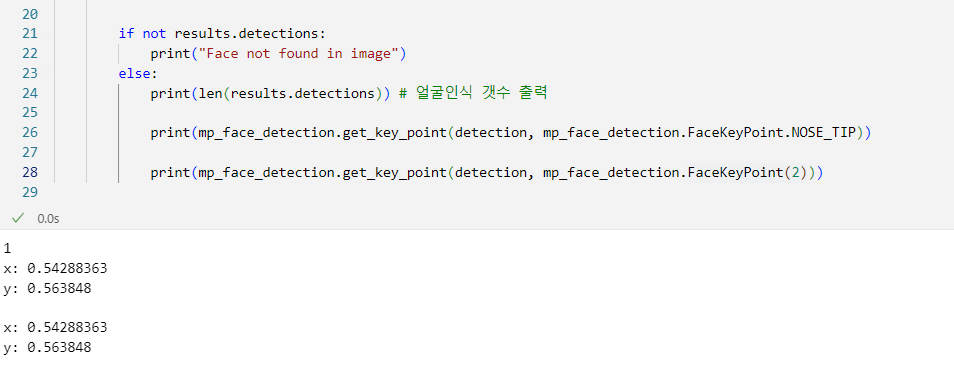 20
21 if not results.detections:
22 print("Face not found in image")
23 else:
24 print(len(results.detections)) # 얼굴인식 갯수 출력
25
26 print(mp_face_detection.get_key_point(detection, mp_face_detection.FaceKeyPoint.NOSE_TIP))
27
28 print(mp_face_detection.get_key_point(detection, mp_face_detection.FaceKeyPoint(2)))
29
0.0s
1
x: 0.54288363
y: 0.563848
x: 0.54288363
y: 0.563848